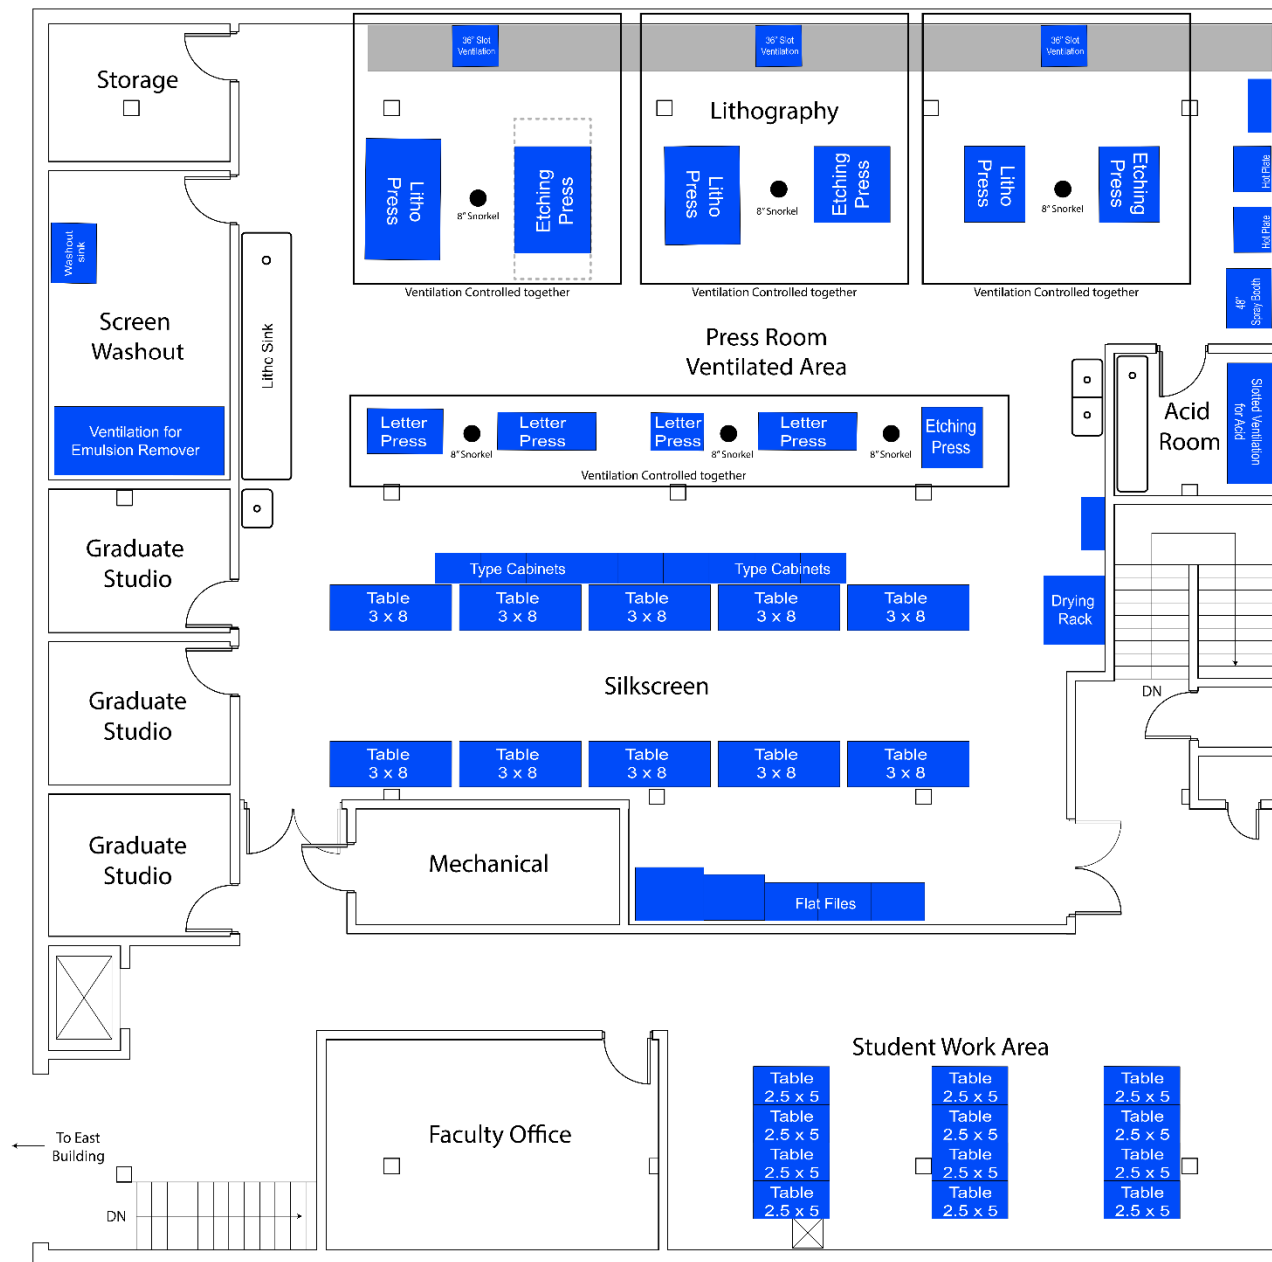 36" Slot
Ventilation
36" Slot
Ventilation
36" Slot
Ventilation
Storage
Lithography
Litho
Press
8" Snorkel
Etching
Press
Litho
Press
8" Snorkel
Etching
Press
Litho
Press
8" Snorkel
Etching
Press
Hot Plate
Hot Plate
48"
Spray Booth
Washout
sink
Ventilation Controlled together
Ventilation Controlled together
Ventilation Controlled together
Screen
Washout
Litho Sink
Press Room
Ventilated Area
Ventilation for
Emulsion Remover
Letter
Press
8" Snorkel
Letter
Press
Letter
Press
8" Snorkel
Letter
Press
8" Snorkel
Etching
Press
Ventilation Controlled together
Acid
Room
Slotted Ventilation
for Acid
Graduate
Studio
Type Cabinets
Type Cabinets
Table
3 x 8
Table
3 x 8
Table
3 x 8
Table
3 x 8
Table
3 x 8
Drying
Rack
Graduate
Studio
Silkscreen
DN
Table
3 x 8
Table
3 x 8
Table
3 x 8
Table
3 x 8
Table
3 x 8
Graduate
Studio
Mechanical
Flat Files
Student Work Area
Table
2.5 x 5
Table
2.5 x 5
Table
2.5 x 5
Table
2.5 x 5
Table
2.5 x 5
Table
2.5 x 5
Table
2.5 x 5
Table
2.5 x 5
Table
2.5 x 5
Table
2.5 x 5
Table
2.5 x 5
Table
2.5 x 5
Faculty Office
To East
Building
DN